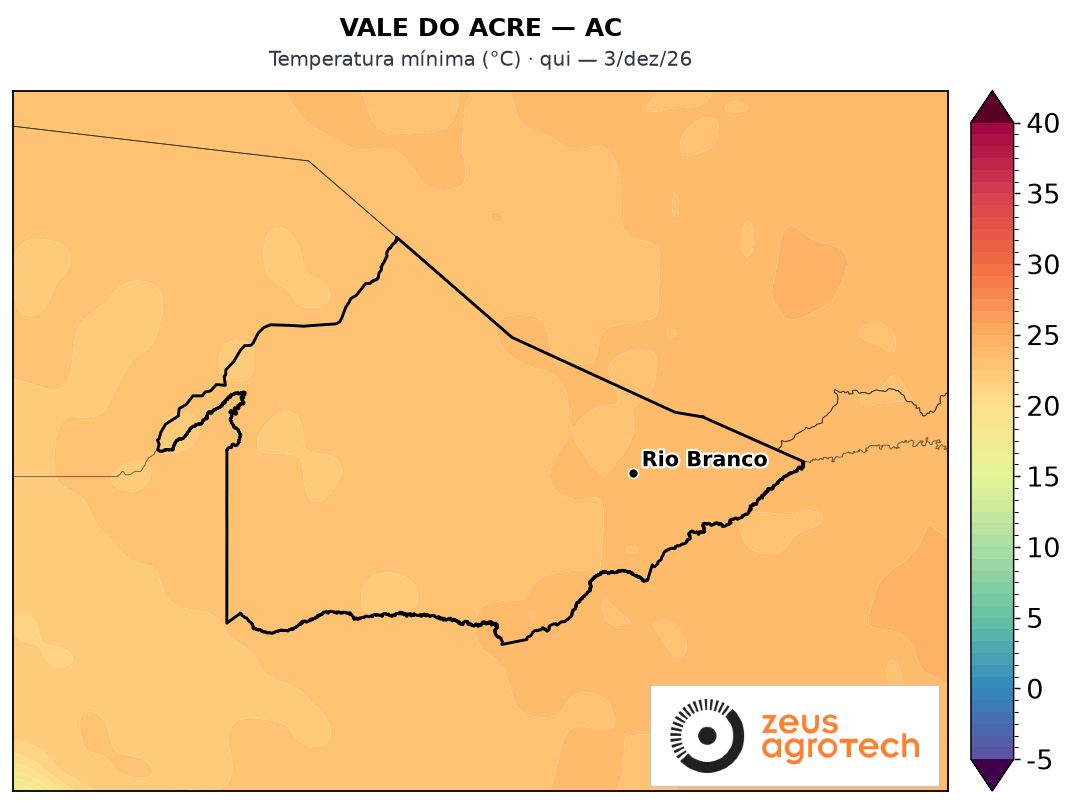 VALE DO ACRE — AC
Temperatura mínima (°C) · qui — 3/dez/26
40
35
30
25
20
15
10
5
0
-5
Rio Branco
zeus
agrotech